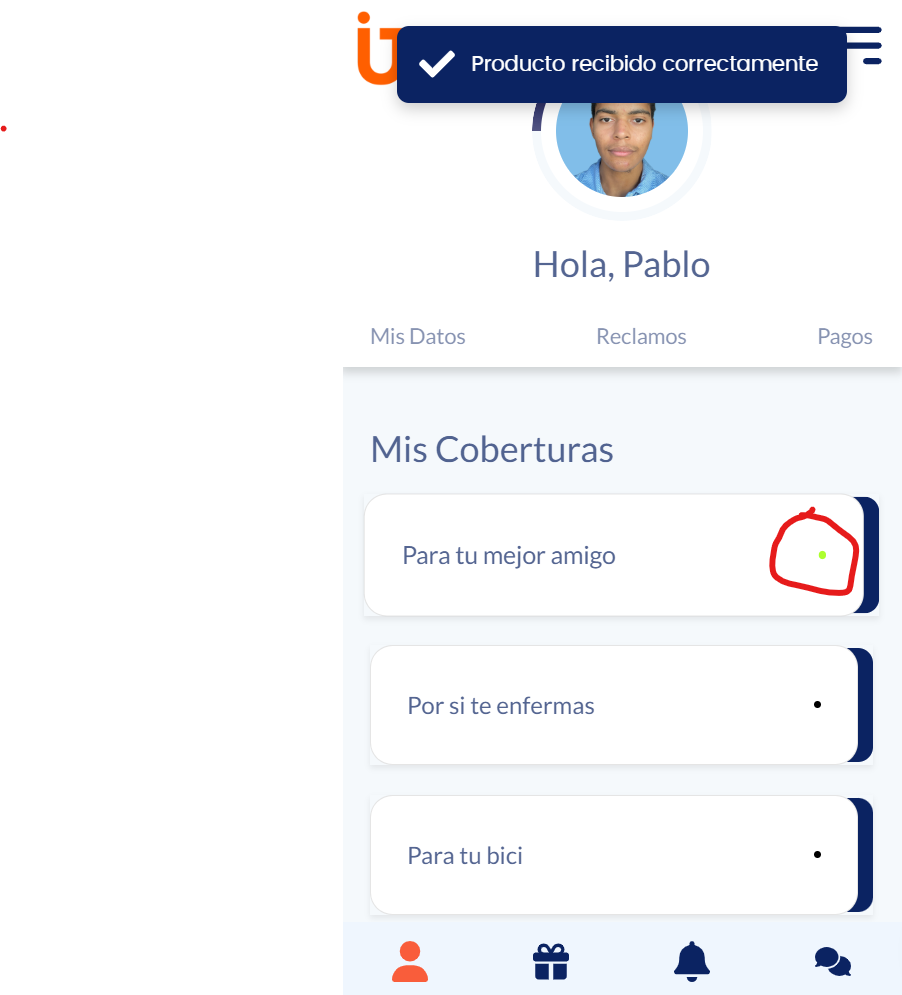 Producto recibido correctamente
Hola, Pablo
Mis Datos
Reclamos
Pagos
Mis Coberturas
Para tu mejor amigo
Por si te enfermas
Para tu bici